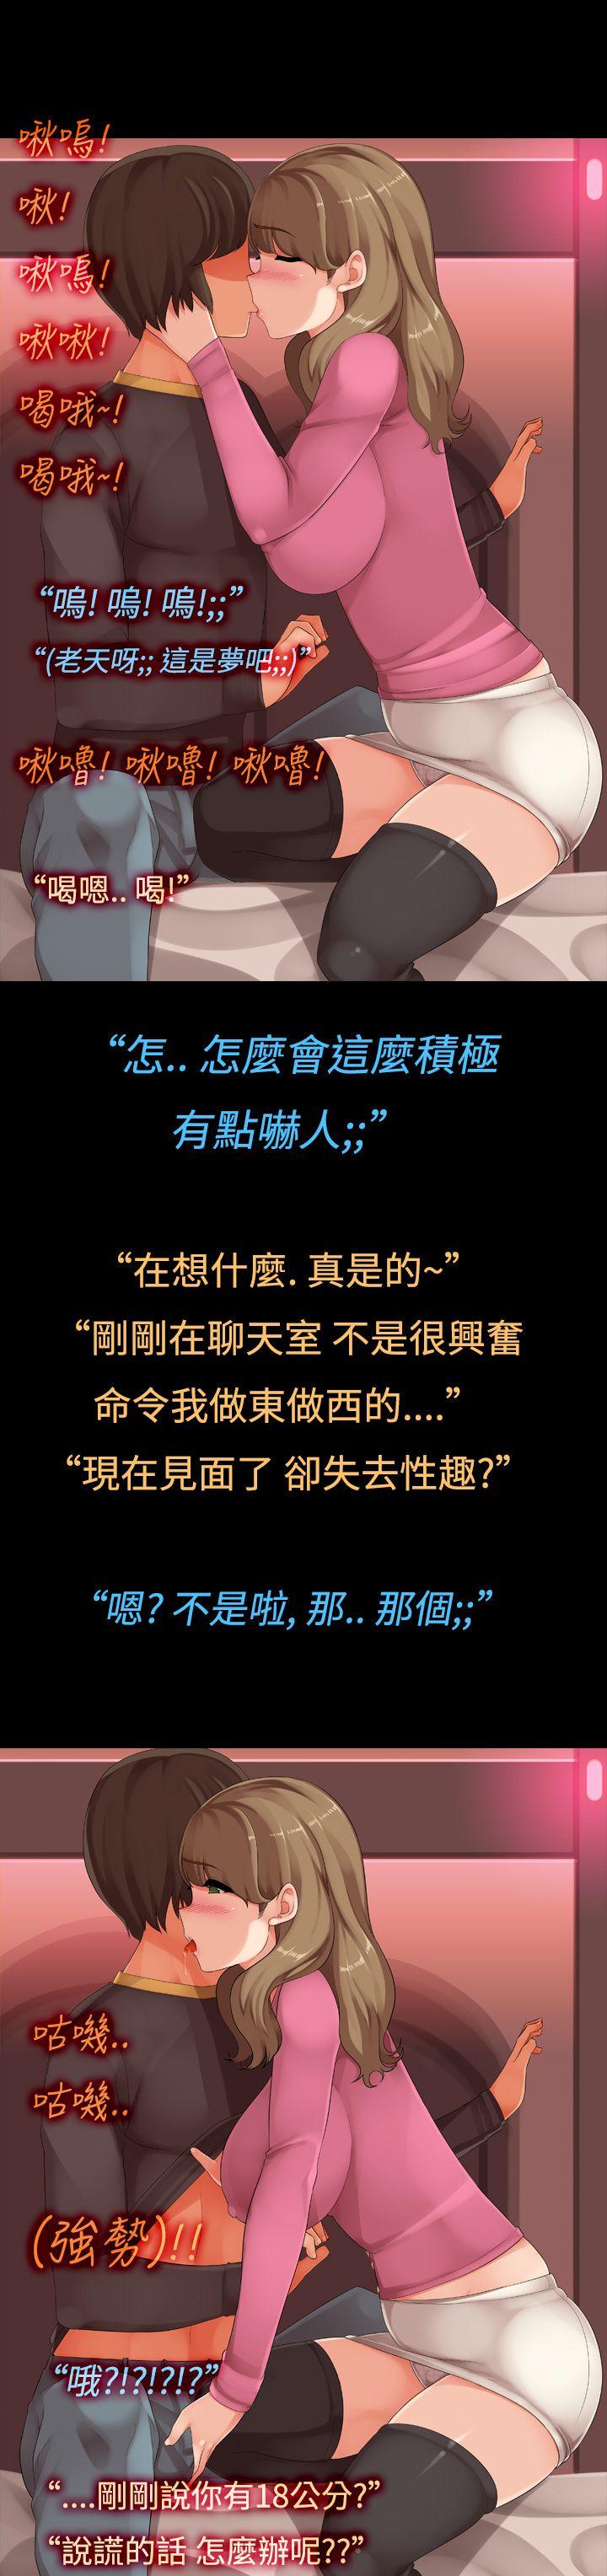 啾嗚!
啾!
啾嗚!
啾啾!
喝哦~!
喝哦~!
“嗚! 嗚! 嗚!;;”
“(老天呀;; 這是夢吧;;)”
啾嚕! 啾嚕! 啾嚕!
“喝嗯.. 喝!”
“怎.. 怎麼會這麼積極
有點嚇人;;”
“在想什麼. 真是的~”
“剛剛在聊天室 不是很興奮
命令我做東做西的....”
“現在見面了 卻失去性趣?”
“嗯? 不是啦, 那.. 那個;;”
咕嘰..
咕嘰..
(強勢)!!
“哦?!?!?!?”
“....剛剛說你有18公分?”
“說謊的話 怎麼辦呢??”